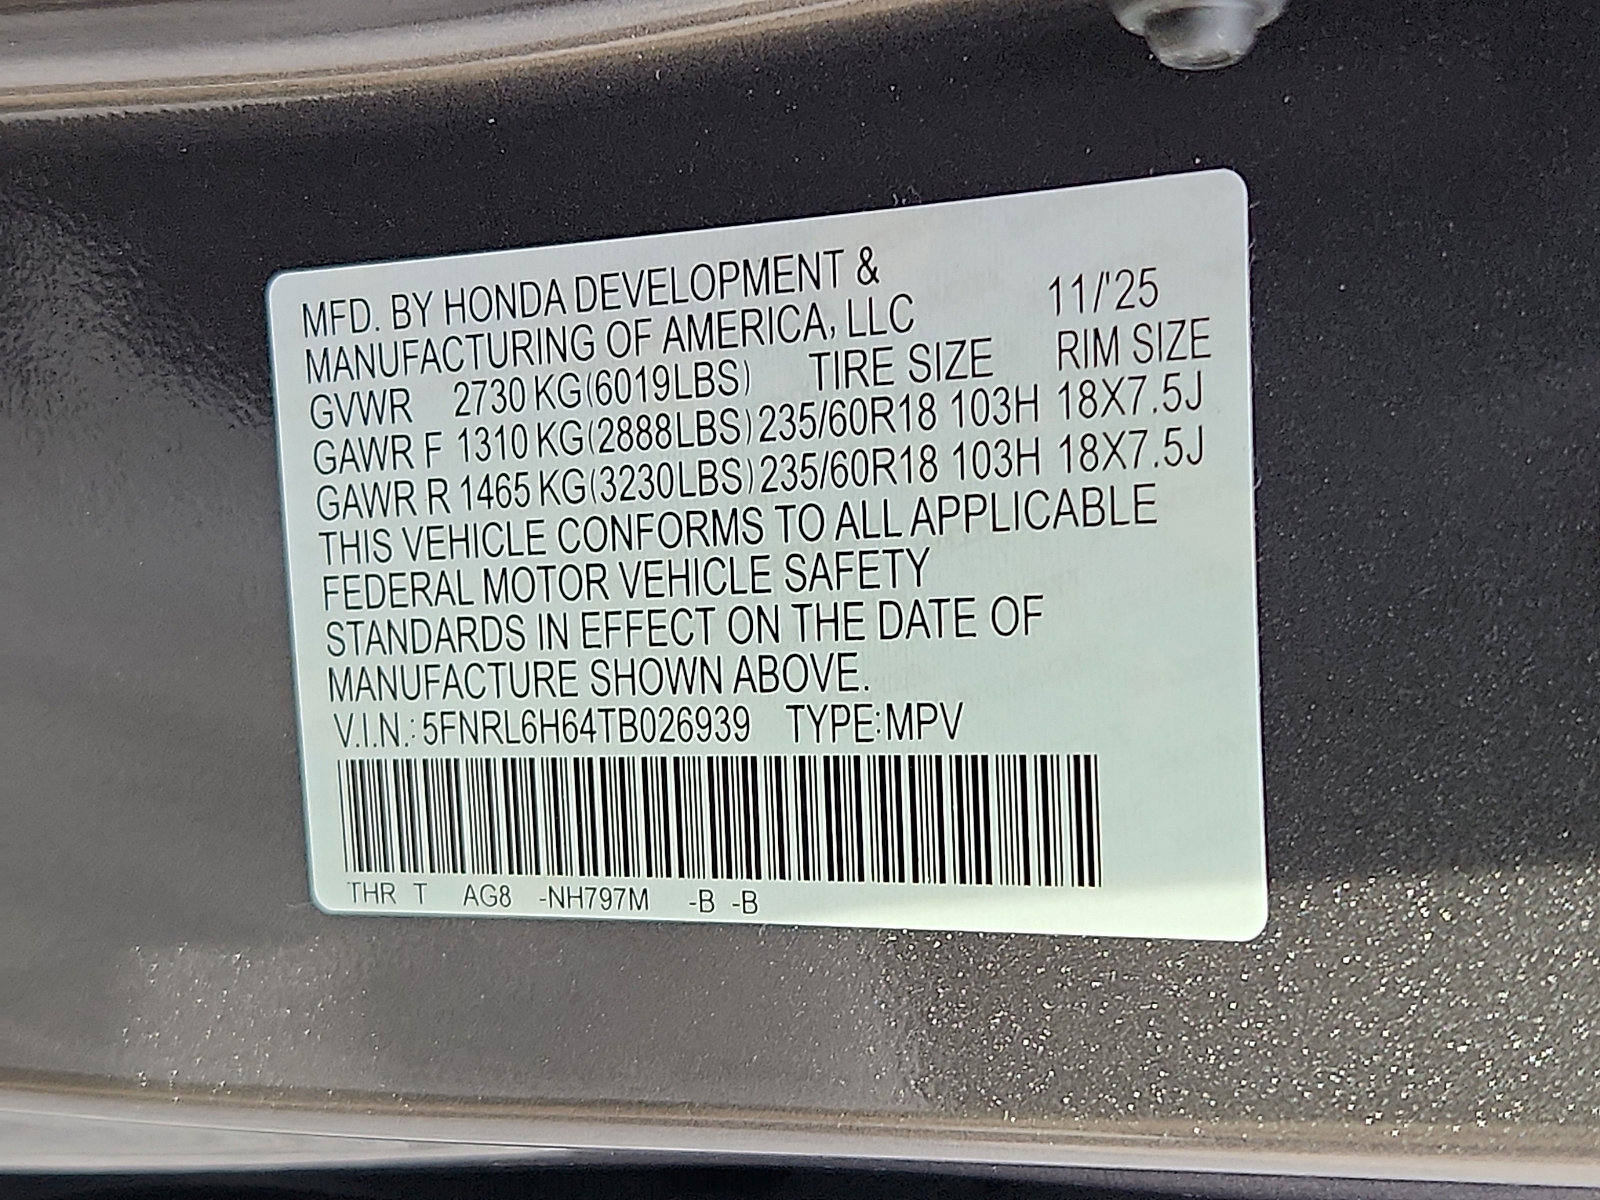 MFD. BY HONDA DEVELOPMENT &
MANUFACTURING OF AMERICA, LLC 11/'25
GVWR 2730 KG(6019LBS) TIRE SIZE RIM SIZE
GAWR F 1310 KG(2888LBS) 235/60R18 103H 18X7.5J
GAWR R 1465 KG(3230LBS) 235/60R18 103H 18X7.5J
THIS VEHICLE CONFORMS TO ALL APPLICABLE
FEDERAL MOTOR VEHICLE SAFETY
STANDARDS IN EFFECT ON THE DATE OF
MANUFACTURE SHOWN ABOVE.
V.I.N.: 5FNRL6H64TB026939 TYPE:MPV
THR T AG8 -NH797M -B -B